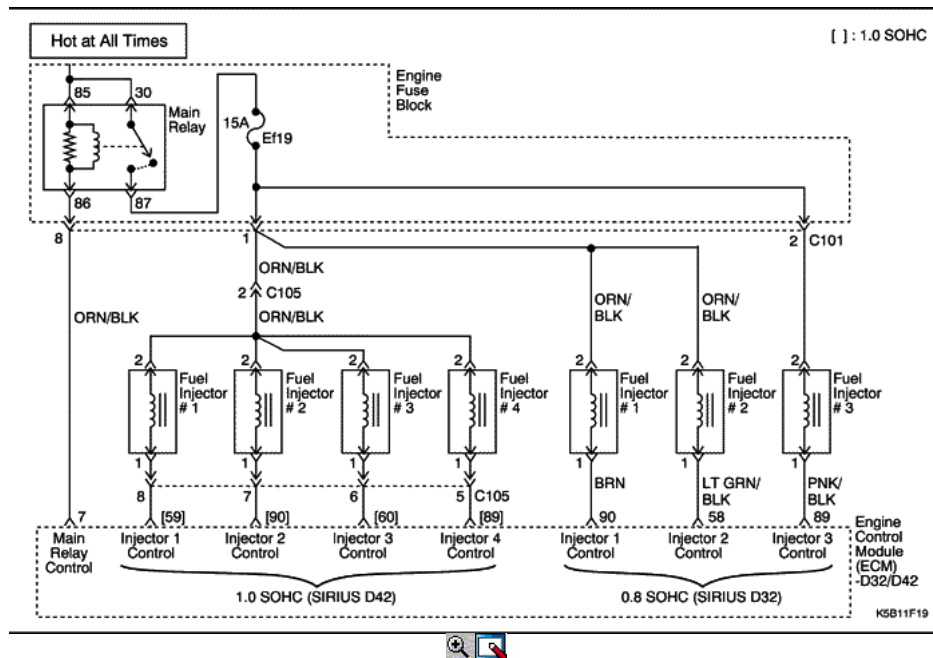 Hot at All Times
[ ] : 1.0 SOHC
Engine
Fuse
Block
85
30
Main
Relay
15A
Ef19
86
87
8
1
2 C101
ORN/BLK
2 C105
ORN/BLK
ORN/BLK
ORN/
BLK
ORN/
BLK
2
2
2
2
2
2
2
Fuel
Injector
# 1
Fuel
Injector
# 2
Fuel
Injector
# 3
Fuel
Injector
# 4
Fuel
Injector
# 1
Fuel
Injector
# 2
Fuel
Injector
# 3
1
1
1
1
1
1
1
BRN
LT GRN/
BLK
PNK/
BLK
8
7
6
5 C105
7
[59]
[90]
[60]
[89]
90
58
89
Main
Relay
Control
Injector 1
Control
Injector 2
Control
Injector 3
Control
Injector 4
Control
Injector 1
Control
Injector 2
Control
Injector 3
Control
Engine
Control
Module
(ECM)
-D32/D42
1.0 SOHC (SIRIUS D42)
0.8 SOHC (SIRIUS D32)
K5B11F19